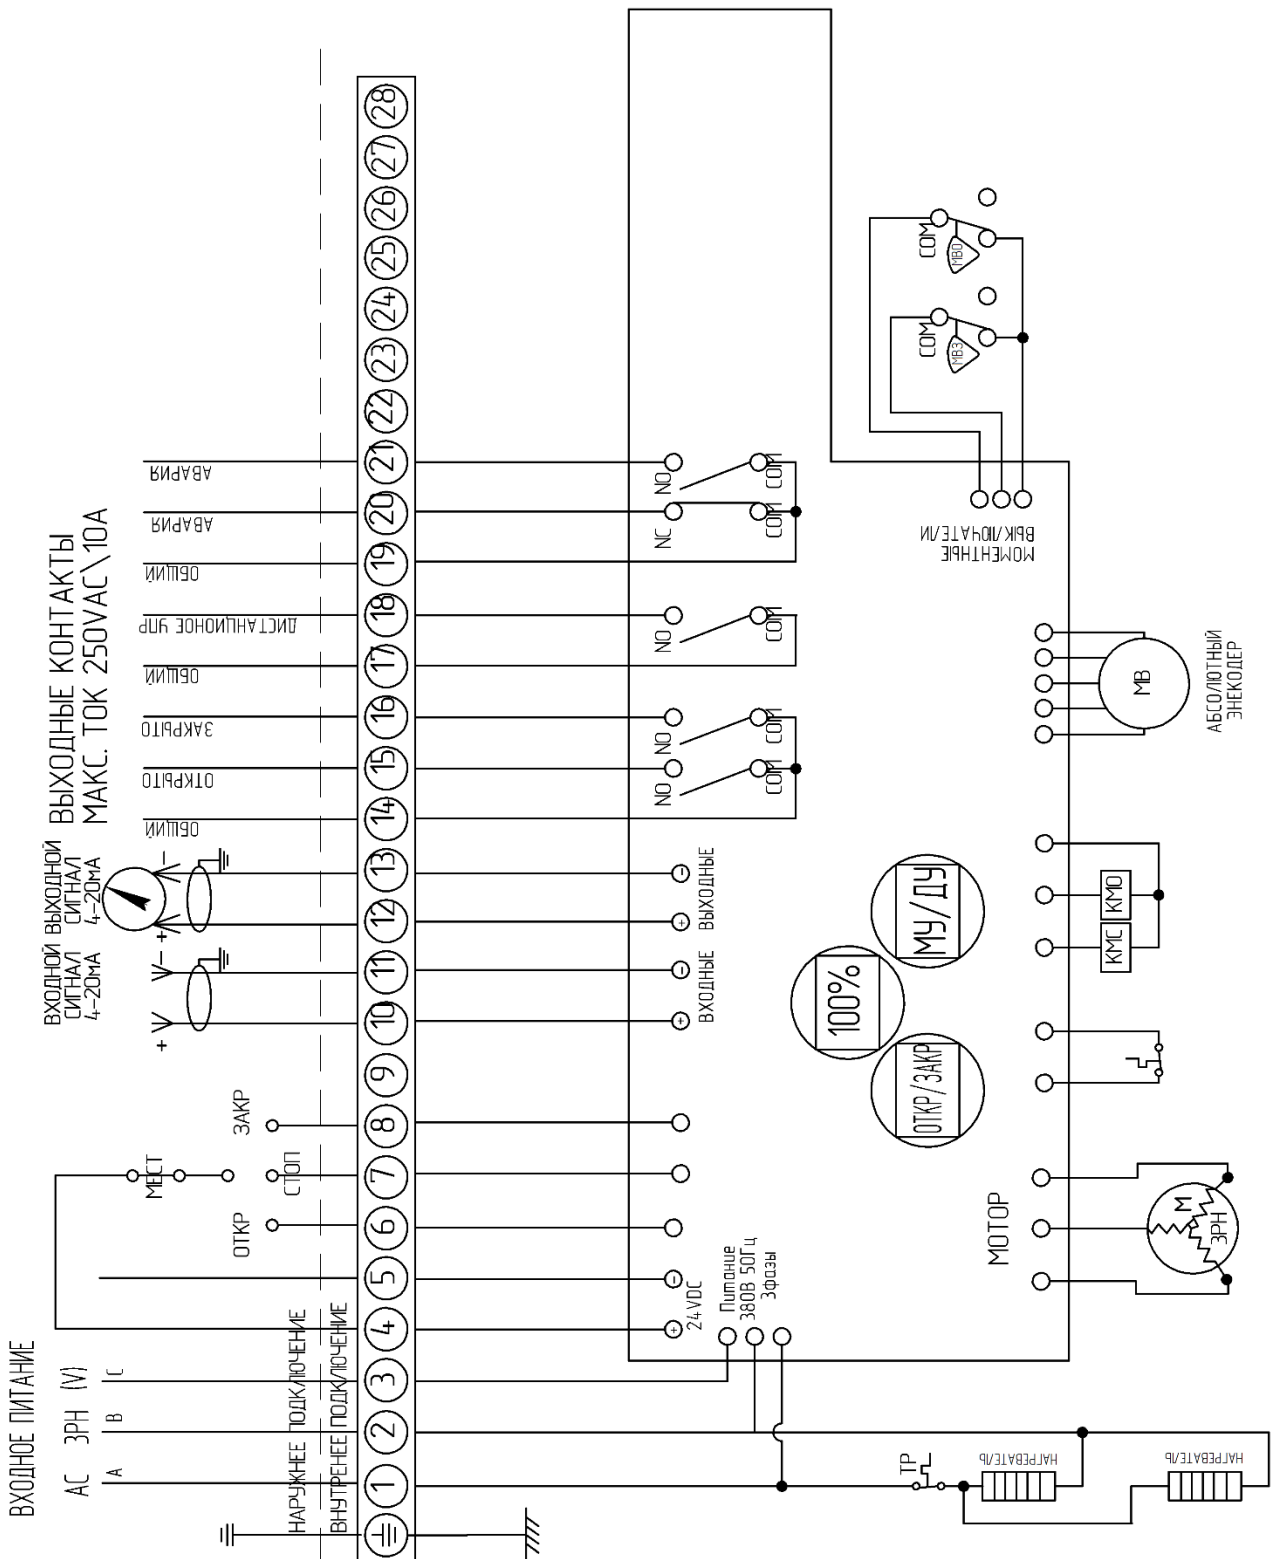 ВХОДНОЕ ПИТАНИЕ
AC 3PH (V)
A
B
C
НАРУЖНЕЕ ПОДКЛЮЧЕНИЕ
ВНУТРЕНЕЕ ПОДКЛЮЧЕНИЕ
ОТКР
СТОП
ЗАКР
МЕСТ
ВХОДНОЙ
СИГНАЛ
4-20мА
+
-
ВЫХОДНОЙ
СИГНАЛ
4-20мА
+
-
ВЫХОДНЫЕ КОНТАКТЫ
МАКС. ТОК 250VAC\10A
ОБЩИЙ
ОТКРЫТО
ЗАКРЫТО
ОБЩИЙ
ДИСТАНЦИОНОЕ УПР
ОБЩИЙ
АВАРИЯ
АВАРИЯ
1
2
3
4
5
6
7
8
9
10
11
12
13
14
15
16
17
18
19
20
21
22
23
24
25
26
27
28
+
-
24VDC
Питание
380В 50Гц
3фазы
+
-
ВХОДНЫЕ
+
-
ВЫХОДНЫЕ
NO
COM
NO
COM
NO
COM
NC
COM
NO
COM
ОТКР/ЗАКР
100%
МУ/ДУ
COM
МВЗ
COM
МВО
МОМЕНТНЫЕ
ВЫКЛЮЧАТЕЛИ
МВ
АБСОЛЮТНЫЙ
ЭНЕКОДЕР
КМС
КМО
МОТОР
М
3PH
ТР
НАГРЕВАТЕЛЬ
НАГРЕВАТЕЛЬ